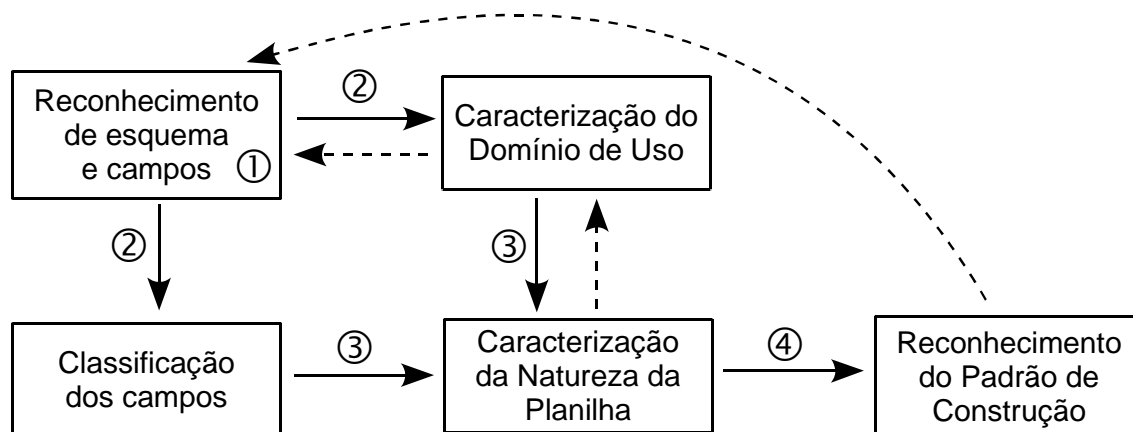 Reconhecimento
de esquema
e campos ①
②
Caracterização do
Domínio de Uso
②
③
Classificação
dos campos
③
Caracterização
da Natureza da
Planilha
④
Reconhecimento
do Padrão de
Construção